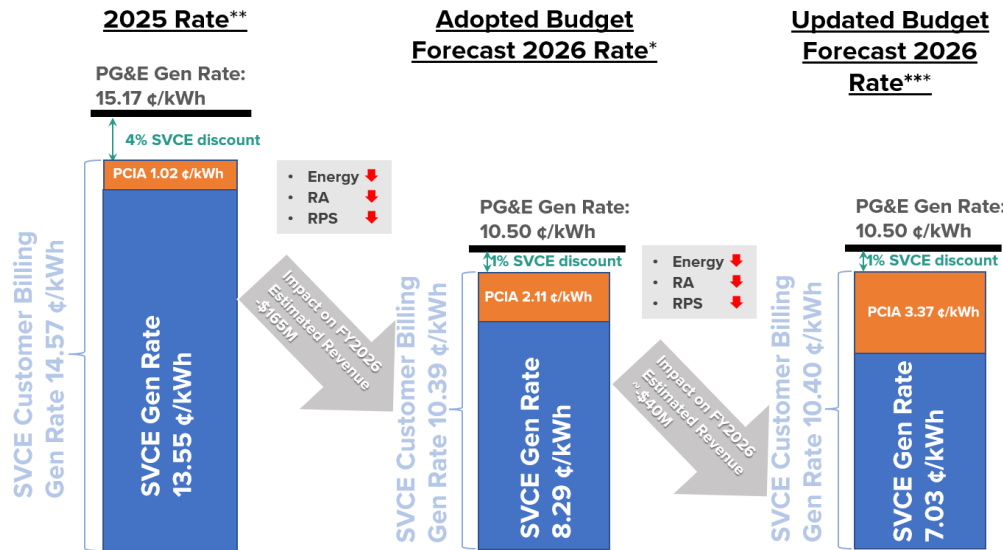 2025 Rate**
PG&E Gen Rate:
15.17 ¢/kWh
4% SVCE discount
PCIA 1.02 ¢/kWh
SVCE Gen Rate
13.55 ¢/kWh
SVCE Customer Billing
Gen Rate 14.57 ¢/kWh
• Energy
• RA
• RPS
Impact on FY2026
Estimated Revenue
-$165M
Adopted Budget
Forecast 2026 Rate*
PG&E Gen Rate:
10.50 ¢/kWh
1% SVCE discount
PCIA 2.11 ¢/kWh
SVCE Gen Rate
8.29 ¢/kWh
SVCE Customer Billing
Gen Rate 10.39 ¢/kWh
• Energy
• RA
• RPS
Impact on FY2026
Estimated Revenue
~-$40M
Updated Budget
Forecast 2026
Rate***
PG&E Gen Rate:
10.50 ¢/kWh
1% SVCE discount
PCIA 3.37 ¢/kWh
SVCE Gen Rate
7.03 ¢/kWh
SVCE Customer Billing
Gen Rate 10.40 ¢/kWh